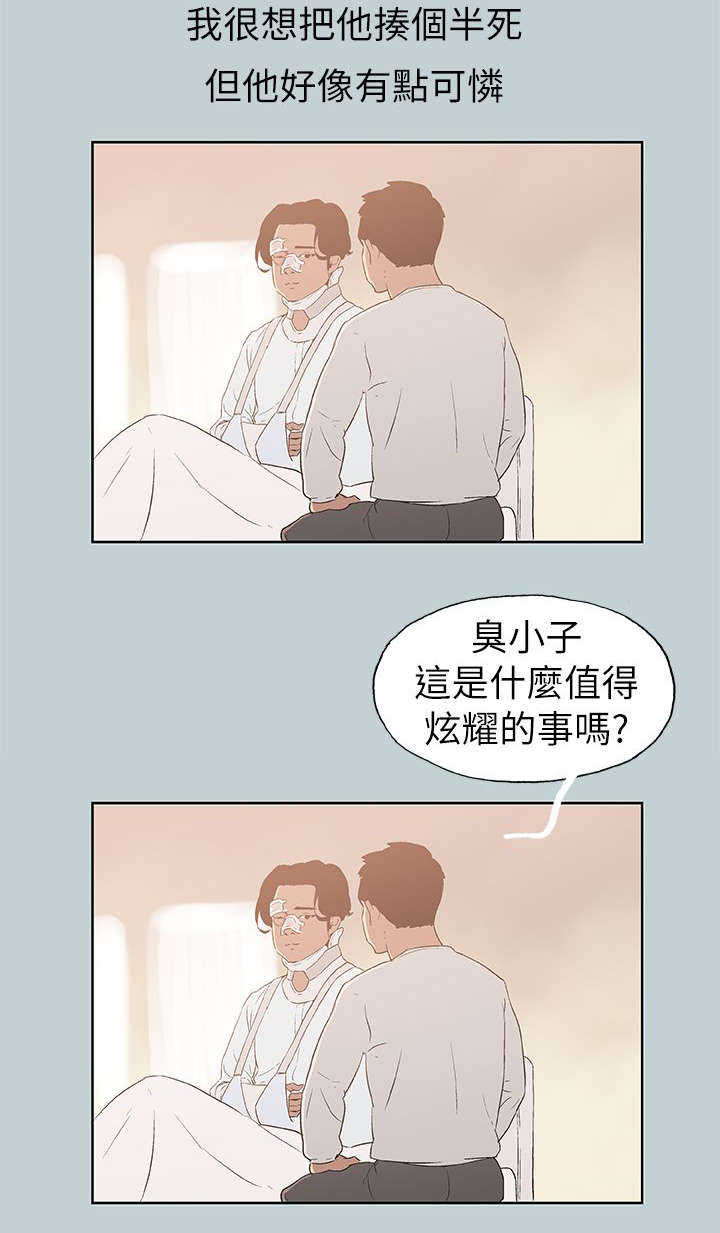 我很想把他揍個半死
但他好像有點可憐
臭小子
這是什麼值得
炫耀的事嗎?